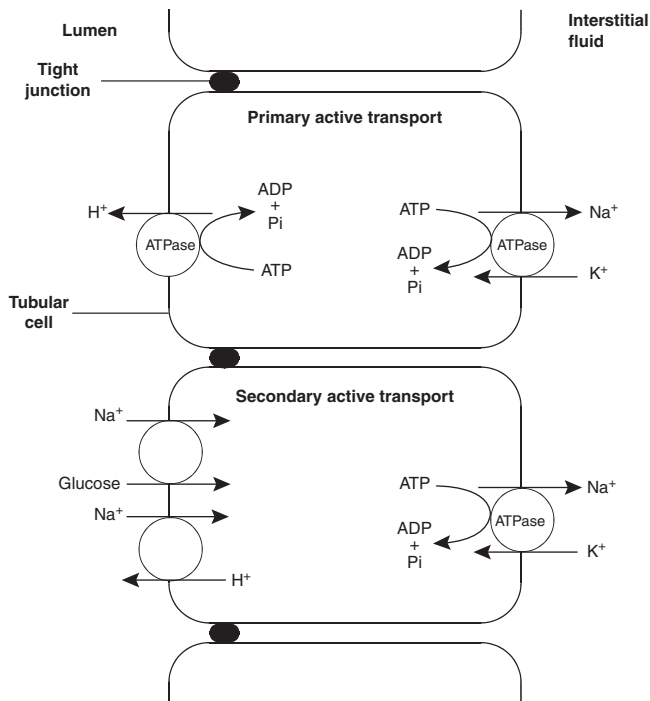 Lumen
Interstitial
fluid
Tight
junction
Primary active transport
H⁺
ADP
+
Pi
ATPase
ATP
ATP
ADP
+
Pi
Na⁺
ATPase
K⁺
Tubular
cell
Secondary active transport
Na⁺
Glucose
Na⁺
H⁺
ATP
ADP
+
Pi
Na⁺
ATPase
K⁺